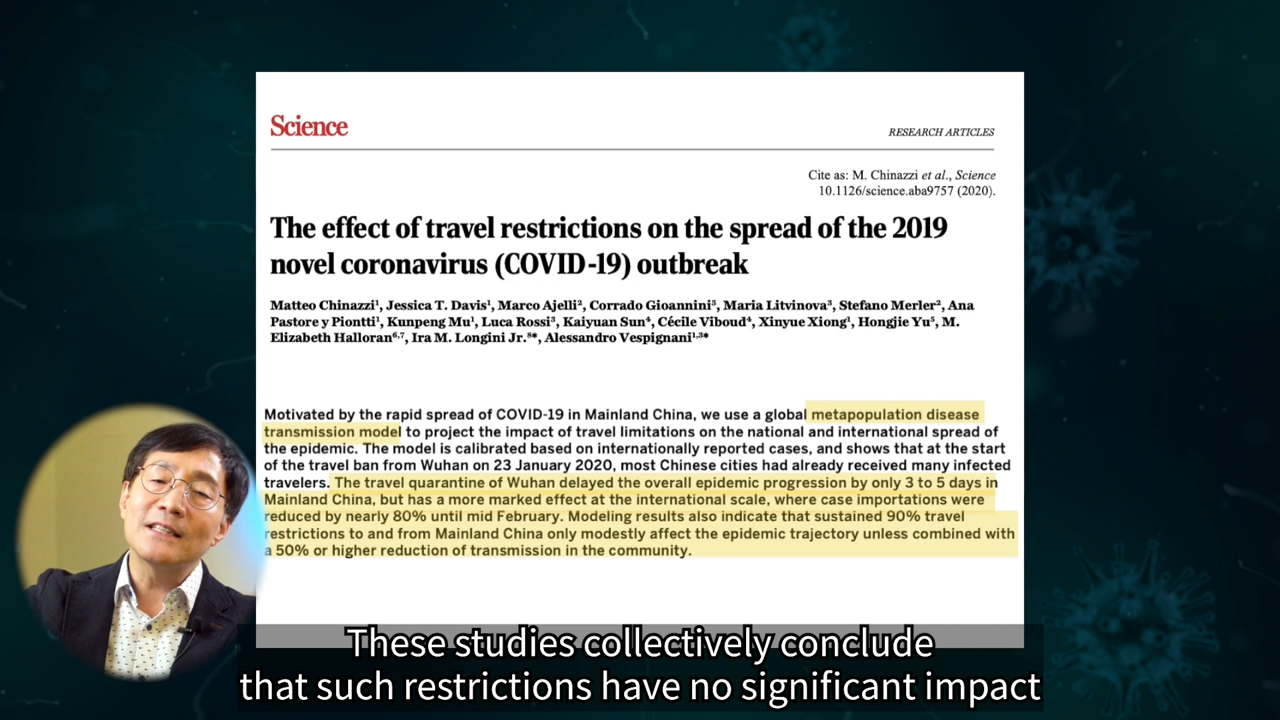 Science
RESEARCH ARTICLES
Cite as: M. Chinazzi et al., Science
10.1126/science.aba9757 (2020).
The effect of travel restrictions on the spread of the 2019
novel coronavirus (COVID-19) outbreak
Matteo Chinazzi¹, Jessica T. Davis¹, Marco Ajelli², Corrado Gioannini³, Maria Litvinova³, Stefano Merler², Ana
Pastore y Piontti¹, Kunpeng Mu¹, Luca Rossi³, Kaiyuan Sun⁴, Cécile Viboud⁴, Xinyue Xiong¹, Hongjie Yu⁵, M.
Elizabeth Halloran⁶,⁷, Ira M. Longini Jr.⁸*, Alessandro Vespignani¹,³*
Motivated by the rapid spread of COVID-19 in Mainland China, we use a global metapopulation disease
transmission model to project the impact of travel limitations on the national and international spread of
the epidemic. The model is calibrated based on internationally reported cases, and shows that at the start
of the travel ban from Wuhan on 23 January 2020, most Chinese cities had already received many infected
travelers. The travel quarantine of Wuhan delayed the overall epidemic progression by only 3 to 5 days in
Mainland China, but has a more marked effect at the international scale, where case importations were
reduced by nearly 80% until mid February. Modeling results also indicate that sustained 90% travel
restrictions to and from Mainland China only modestly affect the epidemic trajectory unless combined with
a 50% or higher reduction of transmission in the community.
These studies collectively conclude
that such restrictions have no significant impact